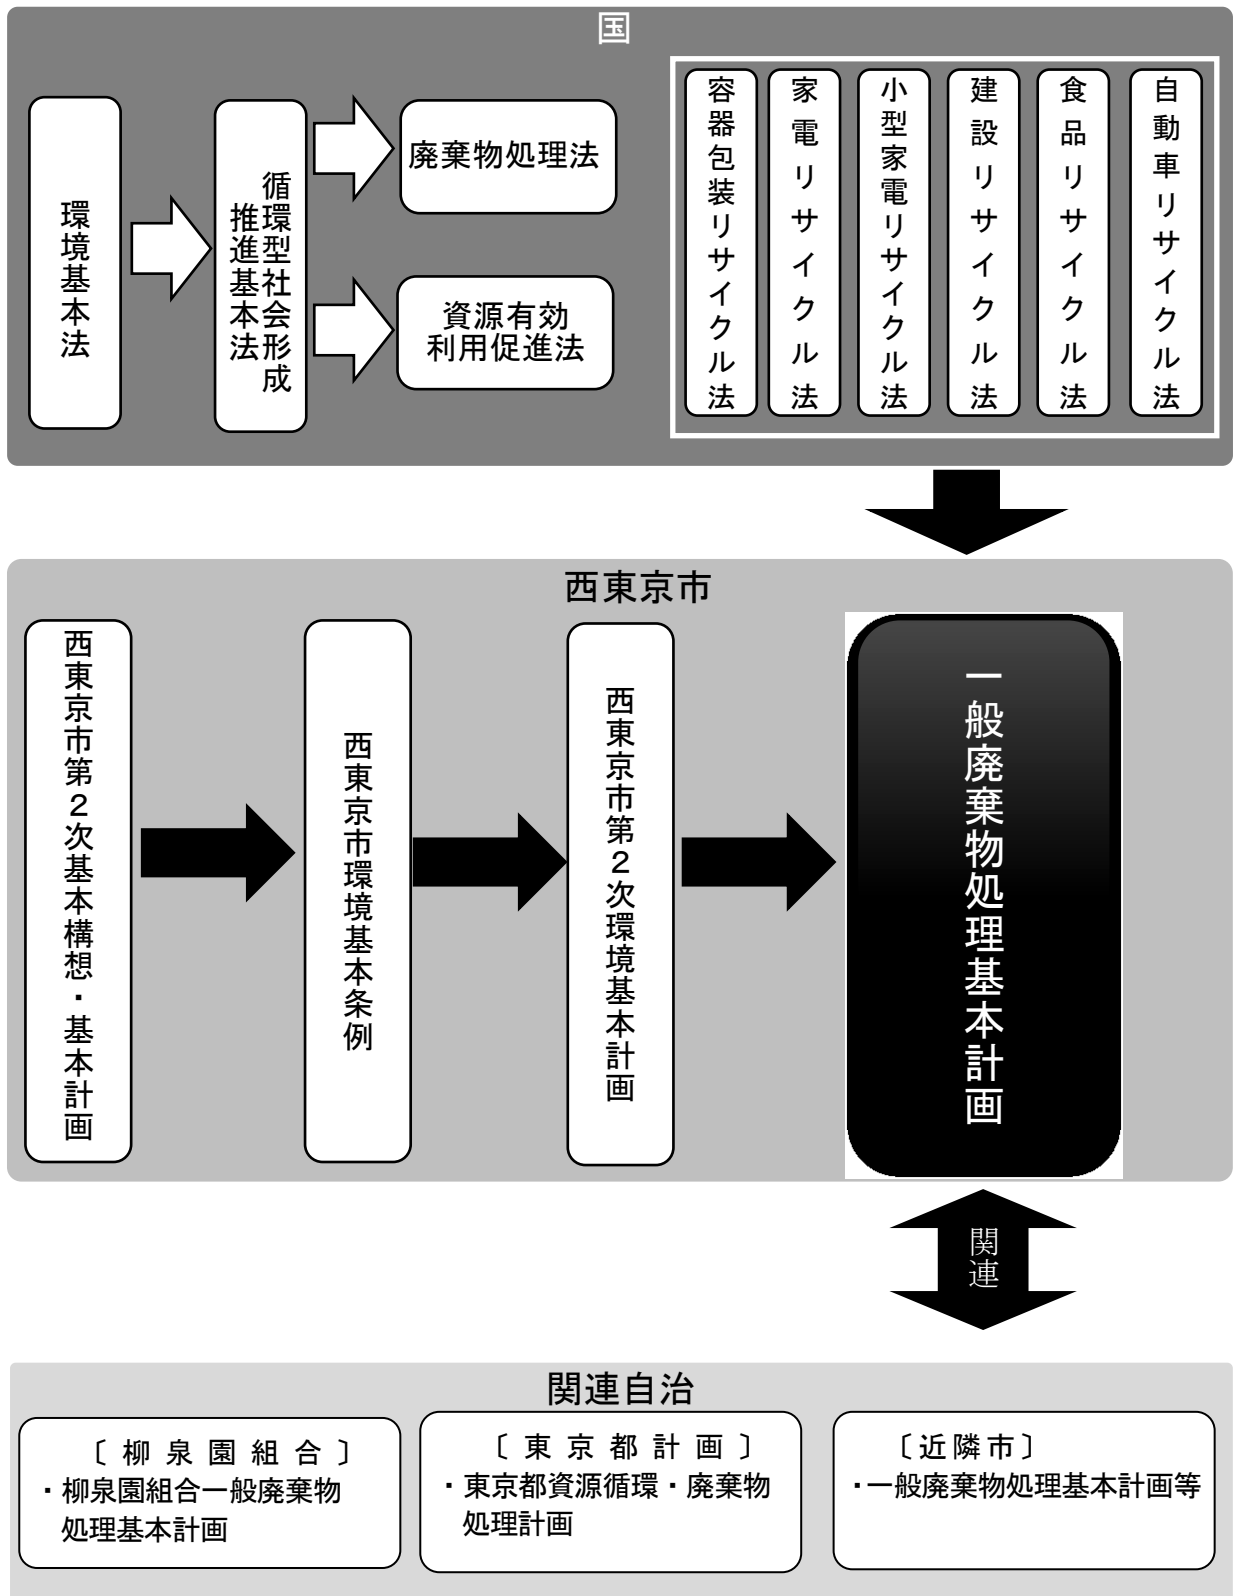 国
環境基本法
循環型社会形成
推進基本法
廃棄物処理法
資源有効
利用促進法
容器包装リサイクル法
家電リサイクル法
小型家電リサイクル法
建設リサイクル法
食品リサイクル法
自動車リサイクル法
西東京市
西東京市第２次基本構想・基本計画
西東京市環境基本条例
西東京市第２次環境基本計画
一般廃棄物処理基本計画
関連
関連自治
〔柳泉園組合〕
・柳泉園組合一般廃棄物
処理基本計画
〔東京都計画〕
・東京都資源循環・廃棄物
処理計画
〔近隣市〕
・一般廃棄物処理基本計画等